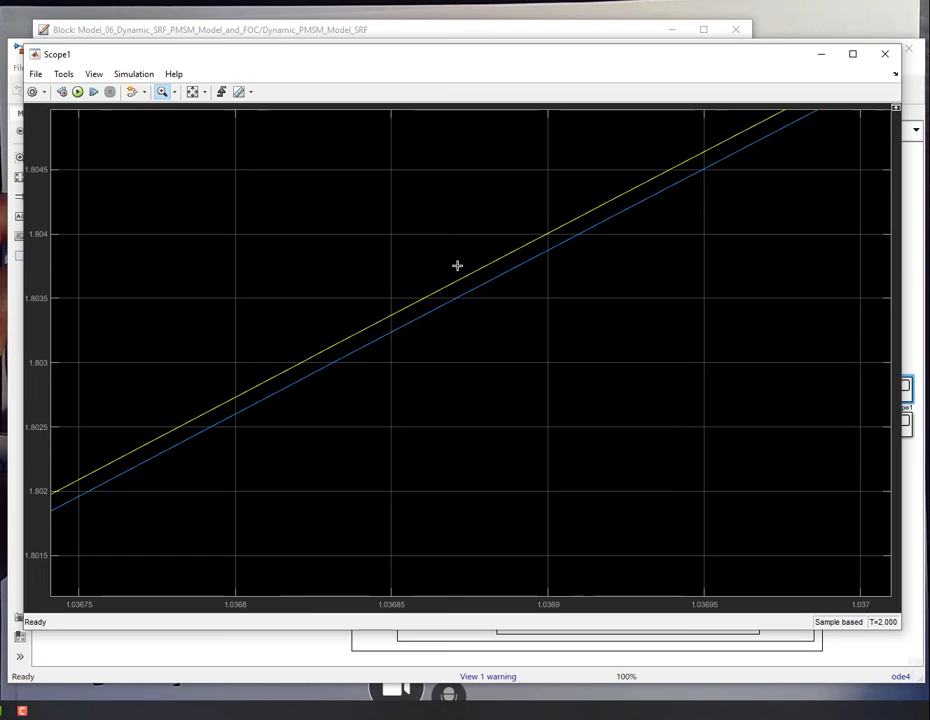 Block: Model_06_Dynamic_SRF_PMSM_Model_and_FOC/Dynamic_PMSM_Model_SRF
Scope1
File Tools View Simulation Help
1.8045
1.804
1.8035
1.803
1.8025
1.802
1.8015
1.03675 1.0368 1.03685 1.0369 1.03695 1.037
Ready Sample based T=2.000
Ready View 1 warning 100% ode4